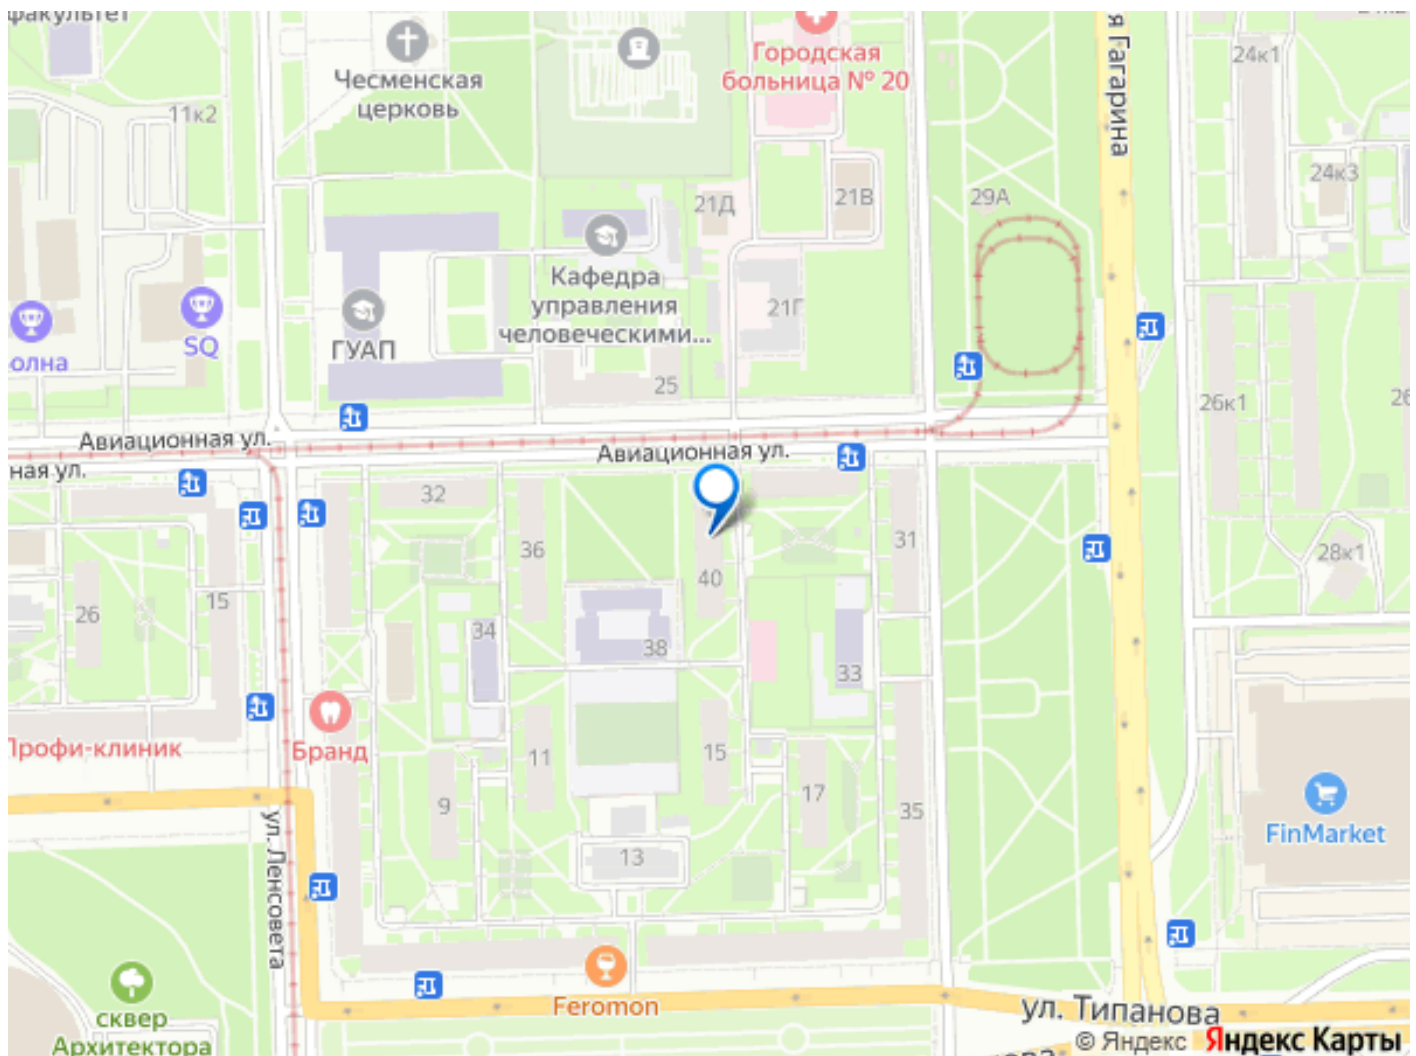 факультет
Чесменская
церковь
Городская
больница № 20
я Гагарина
24к1
11к2
24к3
21Д
21В
29А
Кафедра
управления
человеческими...
21Г
ГУАП
SQ
олна
25
26к1
26
Авиационная ул.
ная ул.
Авиационная ул.
32
36
40
31
28к1
26
15
34
38
33
Профи-клиник
Бранд
11
15
17
9
35
13
FinMarket
ул. Ленсовета
Feromon
ул. Типанова
сквер
Архитектора
© Яндекс Яндекс Карты